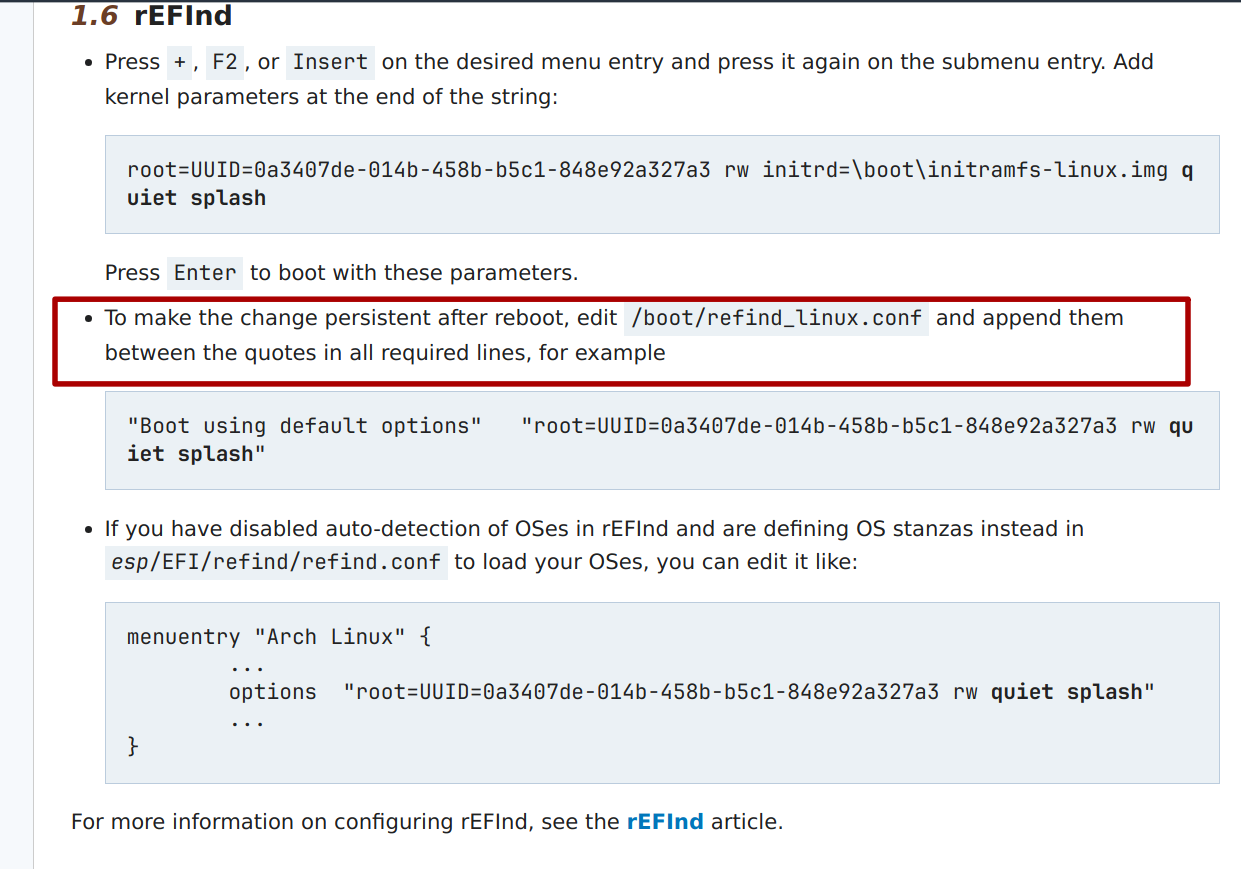 1.6 rEFInd
• Press +, F2, or Insert on the desired menu entry and press it again on the submenu entry. Add
kernel parameters at the end of the string:
root=UUID=0a3407de-014b-458b-b5c1-848e92a327a3 rw initrd=\boot\initramfs-linux.img q
uiet splash
Press Enter to boot with these parameters.
• To make the change persistent after reboot, edit /boot/refind_linux.conf and append them
between the quotes in all required lines, for example
"Boot using default options"   "root=UUID=0a3407de-014b-458b-b5c1-848e92a327a3 rw qu
iet splash"
• If you have disabled auto-detection of OSes in rEFInd and are defining OS stanzas instead in
esp/EFI/refind/refind.conf to load your OSes, you can edit it like:
menuentry "Arch Linux" {
        ...
        options  "root=UUID=0a3407de-014b-458b-b5c1-848e92a327a3 rw quiet splash"
        ...
}
For more information on configuring rEFInd, see the rEFInd article.